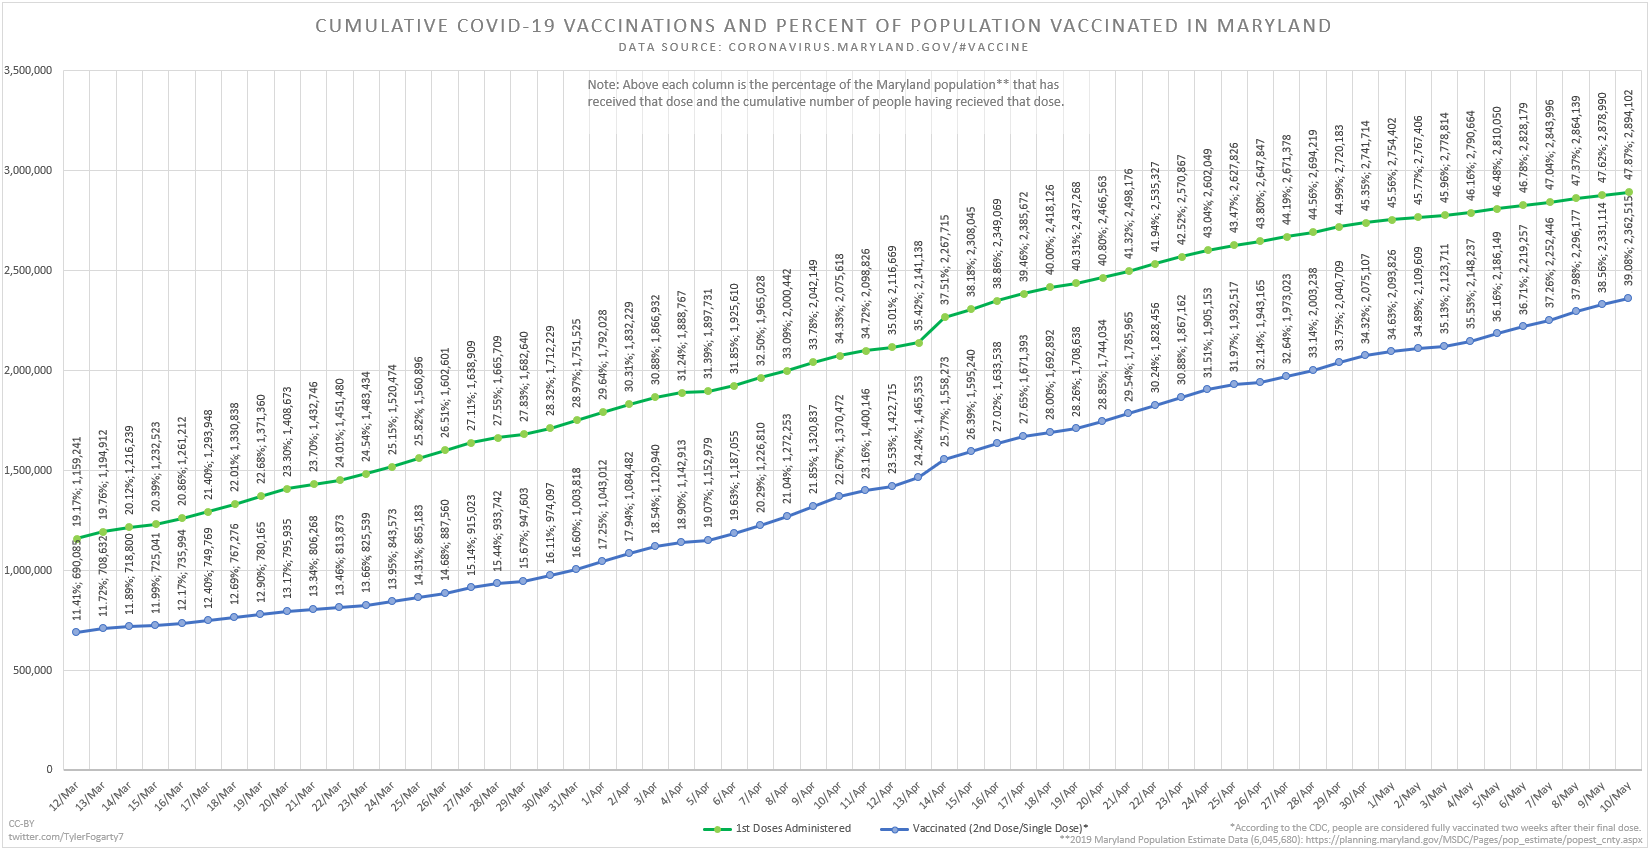 CUMULATIVE COVID-19 VACCINATIONS AND PERCENT OF POPULATION VACCINATED IN MARYLAND
DATA SOURCE: CORONAVIRUS.MARYLAND.GOV/#VACCINE
Note: Above each column is the percentage of the Maryland population** that has
received that dose and the cumulative number of people having recieved that dose.
3,500,000
3,000,000
2,500,000
2,000,000
1,500,000
1,000,000
500,000
0
19.17%; 1,159,241
19.76%; 1,194,912
20.12%; 1,216,239
20.39%; 1,232,523
20.86%; 1,261,212
21.40%; 1,293,948
22.01%; 1,330,838
22.68%; 1,371,360
23.30%; 1,408,673
23.70%; 1,432,746
24.01%; 1,451,480
24.54%; 1,483,434
25.15%; 1,520,474
25.82%; 1,560,896
26.51%; 1,602,601
27.11%; 1,638,909
27.55%; 1,665,709
27.83%; 1,682,640
28.32%; 1,712,229
28.97%; 1,751,525
29.64%; 1,792,028
30.31%; 1,832,229
30.88%; 1,866,932
31.24%; 1,888,767
31.39%; 1,897,731
31.85%; 1,925,610
32.50%; 1,965,028
33.09%; 2,000,442
33.78%; 2,042,149
34.33%; 2,075,618
34.72%; 2,098,826
35.01%; 2,116,669
35.42%; 2,141,138
37.51%; 2,267,715
38.18%; 2,308,045
38.86%; 2,349,069
39.46%; 2,385,672
40.00%; 2,418,126
40.31%; 2,437,268
40.80%; 2,466,563
41.32%; 2,498,176
41.94%; 2,535,327
42.52%; 2,570,867
43.04%; 2,602,049
43.47%; 2,627,826
43.80%; 2,647,847
44.19%; 2,671,378
44.56%; 2,694,219
44.99%; 2,720,183
45.35%; 2,741,714
45.56%; 2,754,402
45.77%; 2,767,406
45.96%; 2,778,814
46.16%; 2,790,664
46.48%; 2,810,050
46.78%; 2,828,179
47.04%; 2,843,996
47.37%; 2,864,139
47.62%; 2,878,990
47.87%; 2,894,102
11.41%; 690,085
11.72%; 708,632
11.89%; 718,800
11.99%; 725,041
12.17%; 735,994
12.40%; 749,769
12.69%; 767,276
12.90%; 780,165
13.17%; 795,935
13.34%; 806,268
13.46%; 813,873
13.66%; 825,539
13.95%; 843,573
14.31%; 865,183
14.68%; 887,560
15.14%; 915,023
15.44%; 933,742
15.67%; 947,603
16.11%; 974,097
16.60%; 1,003,818
17.25%; 1,043,012
17.94%; 1,084,482
18.54%; 1,120,940
18.90%; 1,142,913
19.07%; 1,152,979
19.63%; 1,187,055
20.29%; 1,226,810
21.04%; 1,272,253
21.85%; 1,320,837
22.67%; 1,370,472
23.16%; 1,400,146
23.53%; 1,422,715
24.24%; 1,465,353
25.77%; 1,558,273
26.39%; 1,595,240
27.02%; 1,633,538
27.65%; 1,671,393
28.00%; 1,692,892
28.26%; 1,708,638
28.85%; 1,744,034
29.54%; 1,785,965
30.24%; 1,828,456
30.88%; 1,867,162
31.51%; 1,905,153
31.97%; 1,932,517
32.14%; 1,943,165
32.64%; 1,973,023
33.14%; 2,003,238
33.75%; 2,040,709
34.32%; 2,075,107
34.63%; 2,093,826
34.89%; 2,109,609
35.13%; 2,123,711
35.53%; 2,148,237
36.16%; 2,186,149
36.71%; 2,219,257
37.26%; 2,252,446
37.98%; 2,296,177
38.56%; 2,331,114
39.08%; 2,362,515
12/Mar
13/Mar
14/Mar
15/Mar
16/Mar
17/Mar
18/Mar
19/Mar
20/Mar
21/Mar
22/Mar
23/Mar
24/Mar
25/Mar
26/Mar
27/Mar
28/Mar
29/Mar
30/Mar
31/Mar
1/Apr
2/Apr
3/Apr
4/Apr
5/Apr
6/Apr
7/Apr
8/Apr
9/Apr
10/Apr
11/Apr
12/Apr
13/Apr
14/Apr
15/Apr
16/Apr
17/Apr
18/Apr
19/Apr
20/Apr
21/Apr
22/Apr
23/Apr
24/Apr
25/Apr
26/Apr
27/Apr
28/Apr
29/Apr
30/Apr
1/May
2/May
3/May
4/May
5/May
6/May
7/May
8/May
9/May
10/May
CC-BY
twitter.com/TylerFogarty7
1st Doses Administered
Vaccinated (2nd Dose/Single Dose)*
*According to the CDC, people are considered fully vaccinated two weeks after their final dose.
**2019 Maryland Population Estimate Data (6,045,680): https://planning.maryland.gov/MSDC/Pages/pop_estimate/popest_cnty.aspx